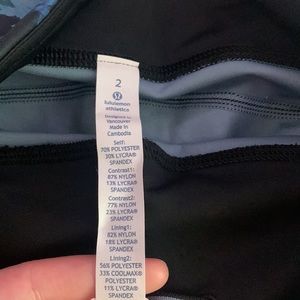 2
lululemon
athletica
Designed in
Vancouver
Made in
Cambodia
Self:
70% POLYESTER
30% LYCRA®
SPANDEX
Contrast1:
87% NYLON
13% LYCRA®
SPANDEX
Contrast2:
77% NYLON
23% LYCRA®
SPANDEX
Lining1:
82% NYLON
18% LYCRA®
SPANDEX
Lining2:
56% POLYESTER
33% COOLMAX®
POLYESTER
11% LYCRA®
SPANDEX